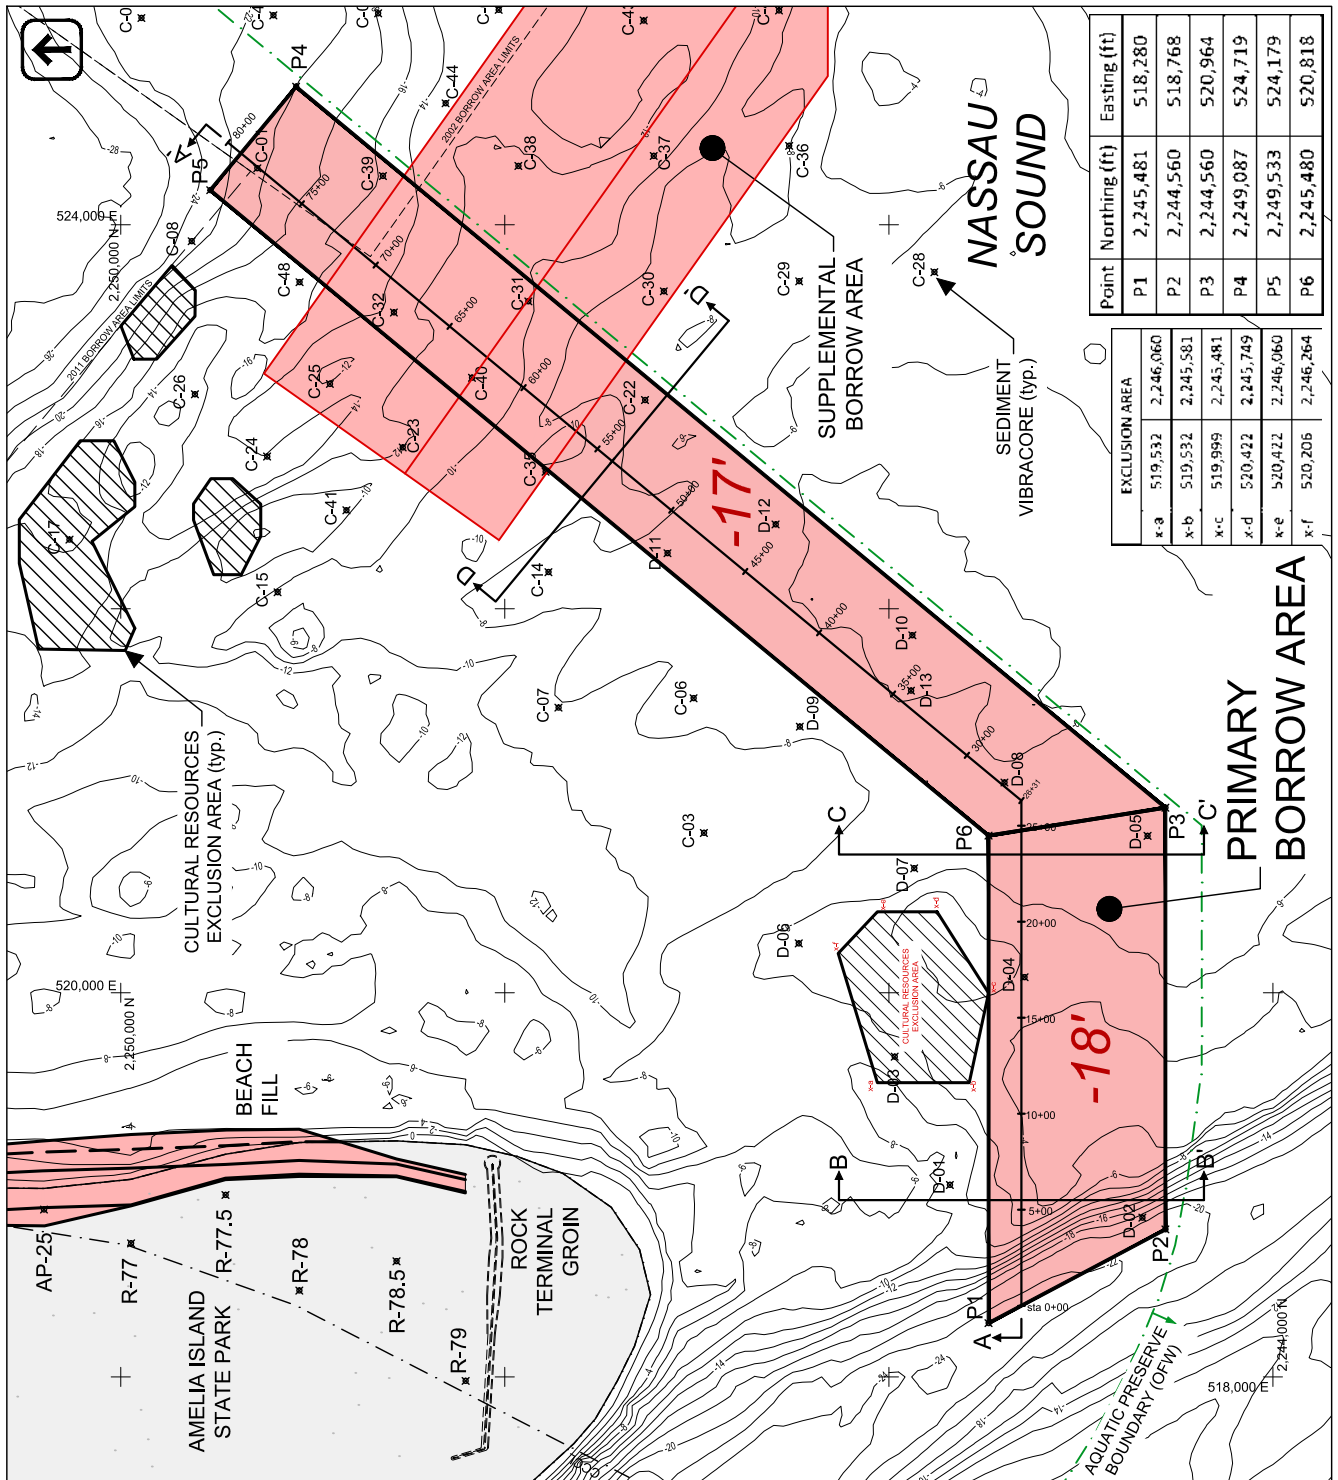 NASSAU
SOUND
Point Northing (ft) Easting (ft)
P1 2,245,481 518,280
P2 2,244,560 518,768
P3 2,244,560 520,964
P4 2,249,087 524,719
P5 2,249,533 524,179
P6 2,245,480 520,818
EXCLUSION AREA
x-a 519,532 2,246,060
x-b 519,532 2,245,581
x-c 519,999 2,245,481
x-d 520,422 2,245,749
x-e 520,422 2,246,060
x-f 520,206 2,246,264
PRIMARY
BORROW AREA
SUPPLEMENTAL
BORROW AREA
SEDIMENT
VIBRACORE (typ.)
CULTURAL RESOURCES
EXCLUSION AREA (typ.)
CULTURAL RESOURCES
EXCLUSION AREA
BEACH
FILL
ROCK
TERMINAL
GROIN
AMELIA ISLAND
STATE PARK
AQUATIC PRESERVE
BOUNDARY (OFW)
2002 BORROW AREA LIMITS
2011 BORROW AREA LIMITS
-17'
-18'
524,000 E
2,250,000 N
520,000 E
2,250,000 N
518,000 E
2,244,000 N
P1
P2
P3
P4
P5
P6
A
A'
B
B'
C
C'
D
D'
sta 0+00
5+00
10+00
15+00
20+00
25+00
26+31
30+00
35+00
40+00
45+00
50+00
55+00
60+00
65+00
70+00
75+00
80+00
AP-25
R-77
R-77.5
R-78
R-78.5
R-79
C-01
C-03
C-06
C-07
C-08
C-14
C-15
C-17
C-22
C-23
C-24
C-25
C-26
C-28
C-29
C-30
C-31
C-32
C-35
C-36
C-37
C-38
C-39
C-40
C-41
C-44
C-48
D-01
D-02
D-03
D-04
D-05
D-06
D-07
D-08
D-09
D-10
D-11
D-12
D-13
x-a
x-b
x-c
x-d
x-e
x-f